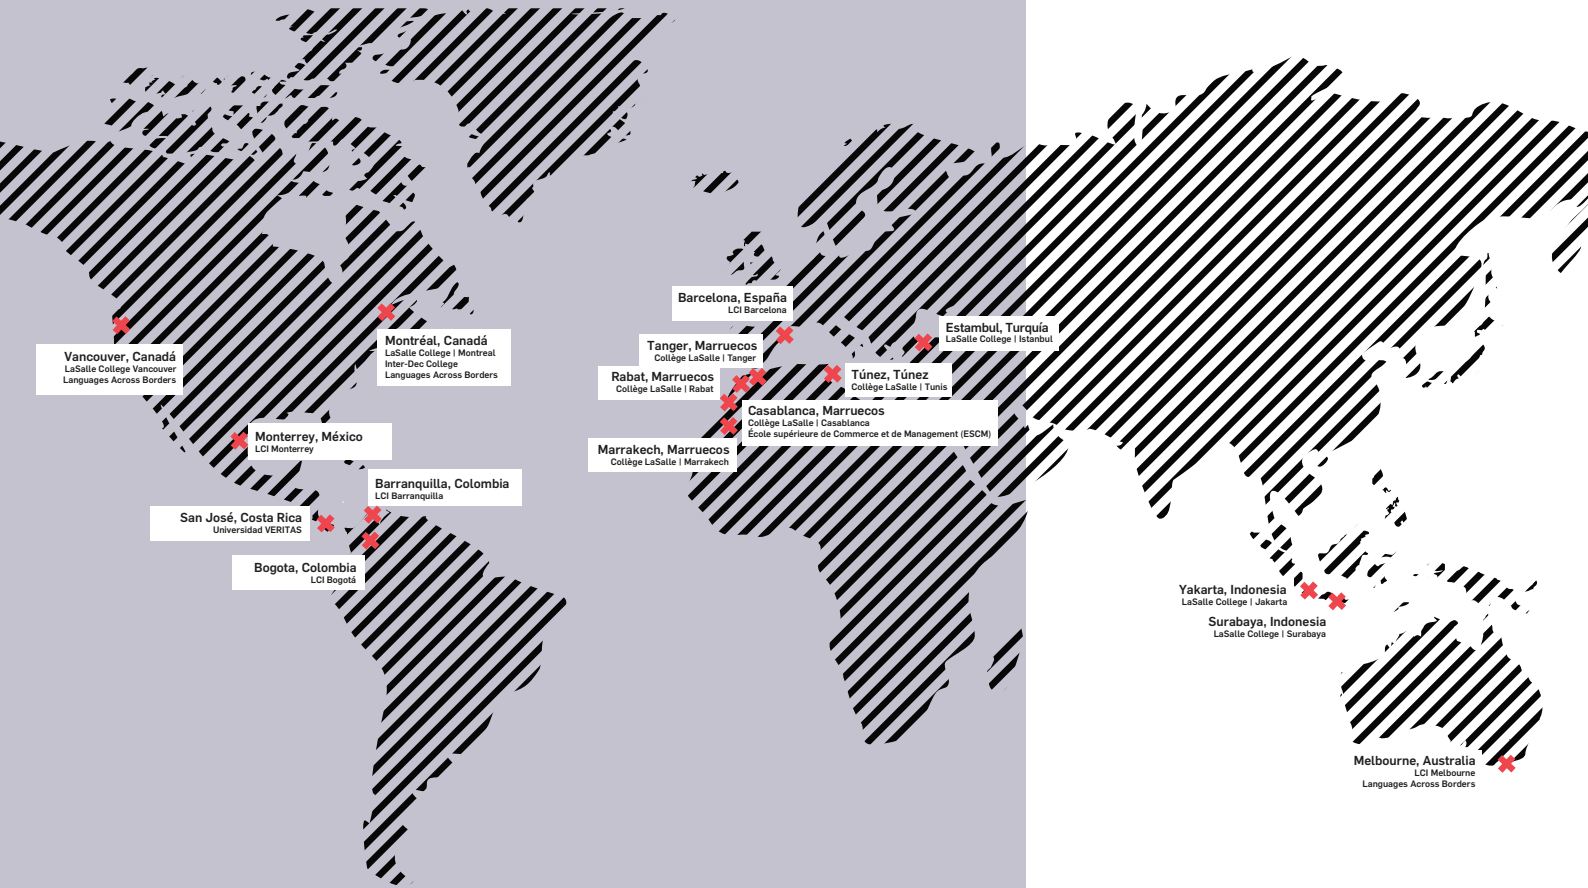 Vancouver, Canadá
LaSalle College Vancouver
Languages Across Borders
Montréal, Canadá
LaSalle College | Montreal
Inter-Dec College
Languages Across Borders
Monterrey, México
LCI Monterrey
Barranquilla, Colombia
LCI Barranquilla
San José, Costa Rica
Universidad VERITAS
Bogota, Colombia
LCI Bogotá
Barcelona, España
LCI Barcelona
Tanger, Marruecos
Collège LaSalle | Tanger
Rabat, Marruecos
Collège LaSalle | Rabat
Estambul, Turquía
LaSalle College | Istanbul
Túnez, Túnez
Collège LaSalle | Tunis
Casablanca, Marruecos
Collège LaSalle | Casablanca
École supérieure de Commerce et de Management (ESCM)
Marrakech, Marruecos
Collège LaSalle | Marrakech
Yakarta, Indonesia
LaSalle College | Jakarta
Surabaya, Indonesia
LaSalle College | Surabaya
Melbourne, Australia
LCI Melbourne
Languages Across Borders